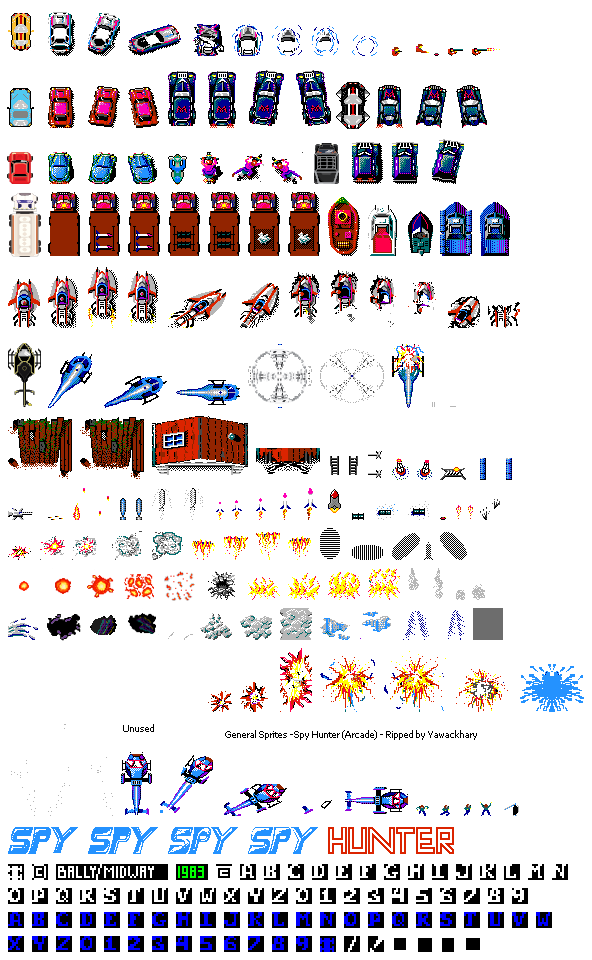 Unused
General Sprites -Spy Hunter (Arcade) - Ripped by Yawackhary
SPY SPY SPY SPY HUNTER
© BALLY/MIDWAY 1983 A B C D E F G H I J K L M N
O P Q R S T U V W X Y Z 0 1 2 3 4 5 6 7 8 9
A B C D E F G H I J K L M N O P Q R S T U V W
X Y Z 0 1 2 3 4 5 6 7 8 9